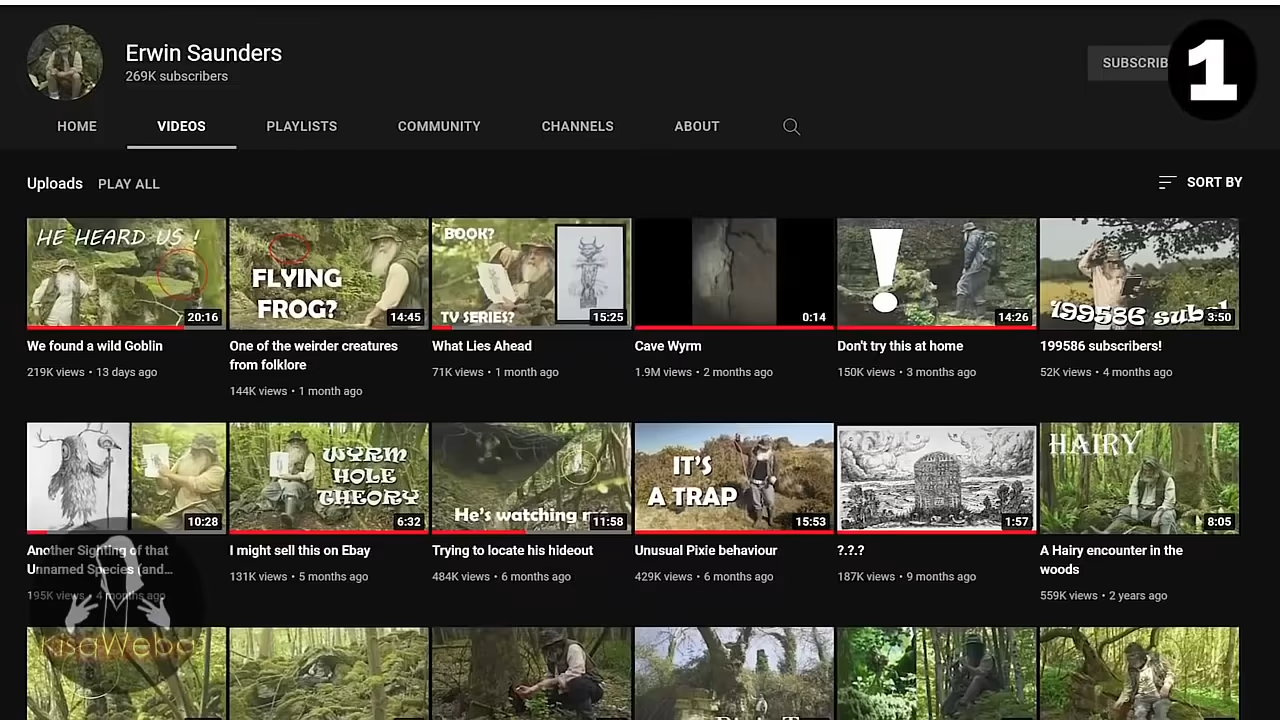 Erwin Saunders
269K subscribers
SUBSCRIB
1
HOME VIDEOS PLAYLISTS COMMUNITY CHANNELS ABOUT
Uploads PLAY ALL
SORT BY
HE HEARD US !
20:16
FLYING
FROG?
14:45
BOOK?
TV SERIES?
15:25
0:14
!
14:26
199586 sub
3:50
We found a wild Goblin
219K views • 13 days ago
One of the weirder creatures
from folklore
144K views • 1 month ago
What Lies Ahead
71K views • 1 month ago
Cave Wyrm
1.9M views • 2 months ago
Don't try this at home
150K views • 3 months ago
199586 subscribers!
52K views • 4 months ago
10:28
WYRM
HOLE
THEORY
6:32
He's watching m
11:58
IT'S
A TRAP
15:53
1:57
HAIRY
8:05
Another Sighting of that
Unnamed Species (and...
195K views • 4 months ago
I might sell this on Ebay
131K views • 5 months ago
Trying to locate his hideout
484K views • 6 months ago
Unusual Pixie behaviour
429K views • 6 months ago
?.?.?
187K views • 9 months ago
A Hairy encounter in the
woods
559K views • 2 years ago
KisaWebo